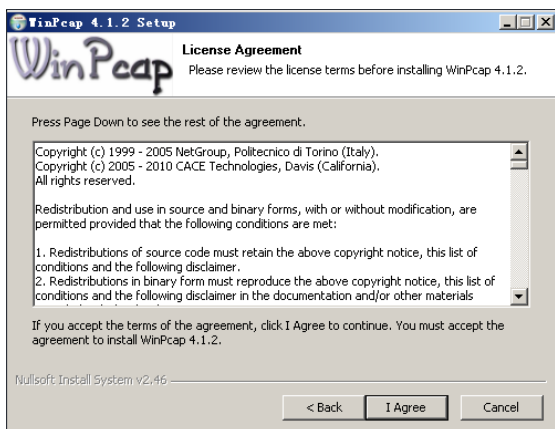 WinPcap 4.1.2 Setup
WinPcap
License Agreement
Please review the license terms before installing WinPcap 4.1.2.
Press Page Down to see the rest of the agreement.
Copyright (c) 1999 - 2005 NetGroup, Politecnico di Torino (Italy).
Copyright (c) 2005 - 2010 CACE Technologies, Davis (California).
All rights reserved.
Redistribution and use in source and binary forms, with or without modification, are
permitted provided that the following conditions are met:
1. Redistributions of source code must retain the above copyright notice, this list of
conditions and the following disclaimer.
2. Redistributions in binary form must reproduce the above copyright notice, this list of
conditions and the following disclaimer in the documentation and/or other materials
If you accept the terms of the agreement, click I Agree to continue. You must accept the
agreement to install WinPcap 4.1.2.
Nullsoft Install System v2.46
< Back
I Agree
Cancel